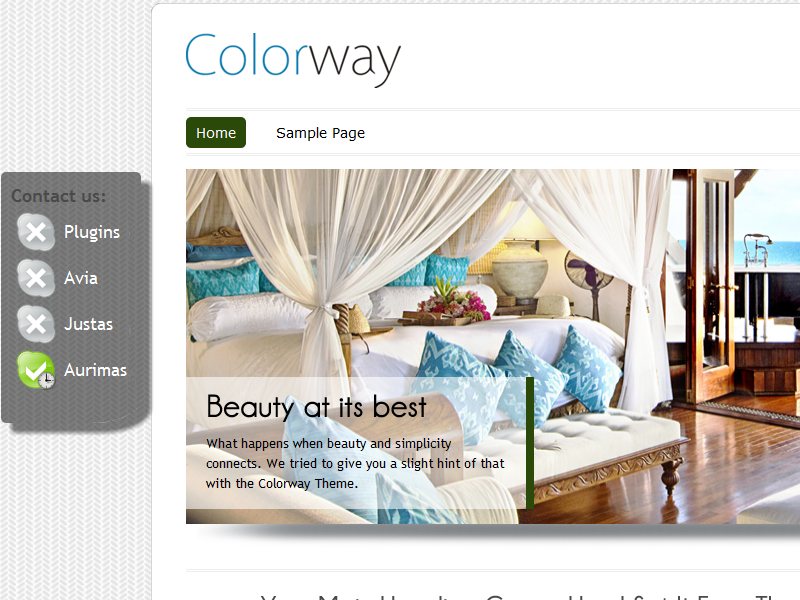 Colorway
Home
Sample Page
Contact us:
Plugins
Avia
Justas
Aurimas
Beauty at its best
What happens when beauty and simplicity
connects. We tried to give you a slight hint of that
with the Colorway Theme.